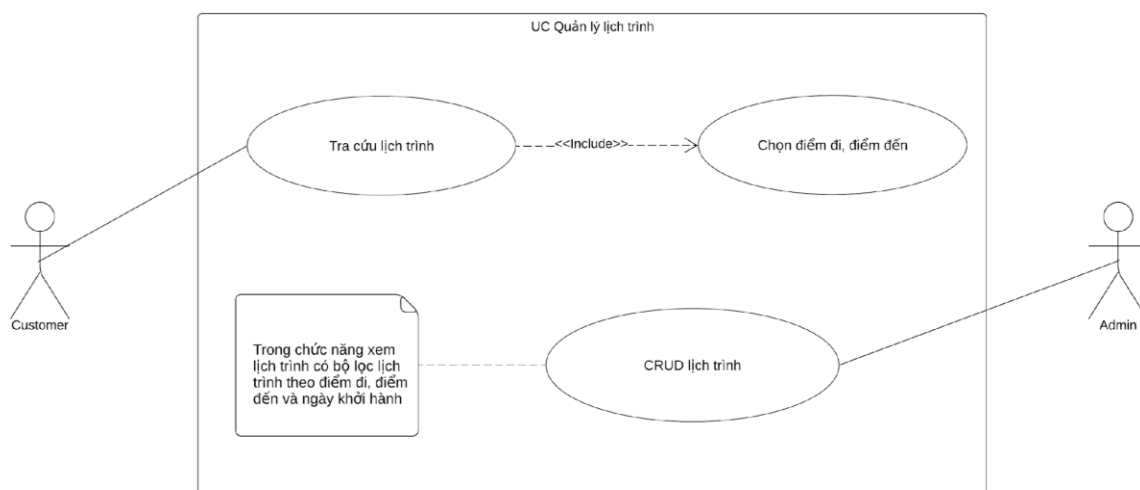 UC Quản lý lịch trình
Tra cứu lịch trình
<<Include>>
Chọn điểm đi, điểm đến
Customer
Admin
Trong chức năng xem
lịch trình có bộ lọc lịch
trình theo điểm đi, điểm
đến và ngày khởi hành
CRUD lịch trình